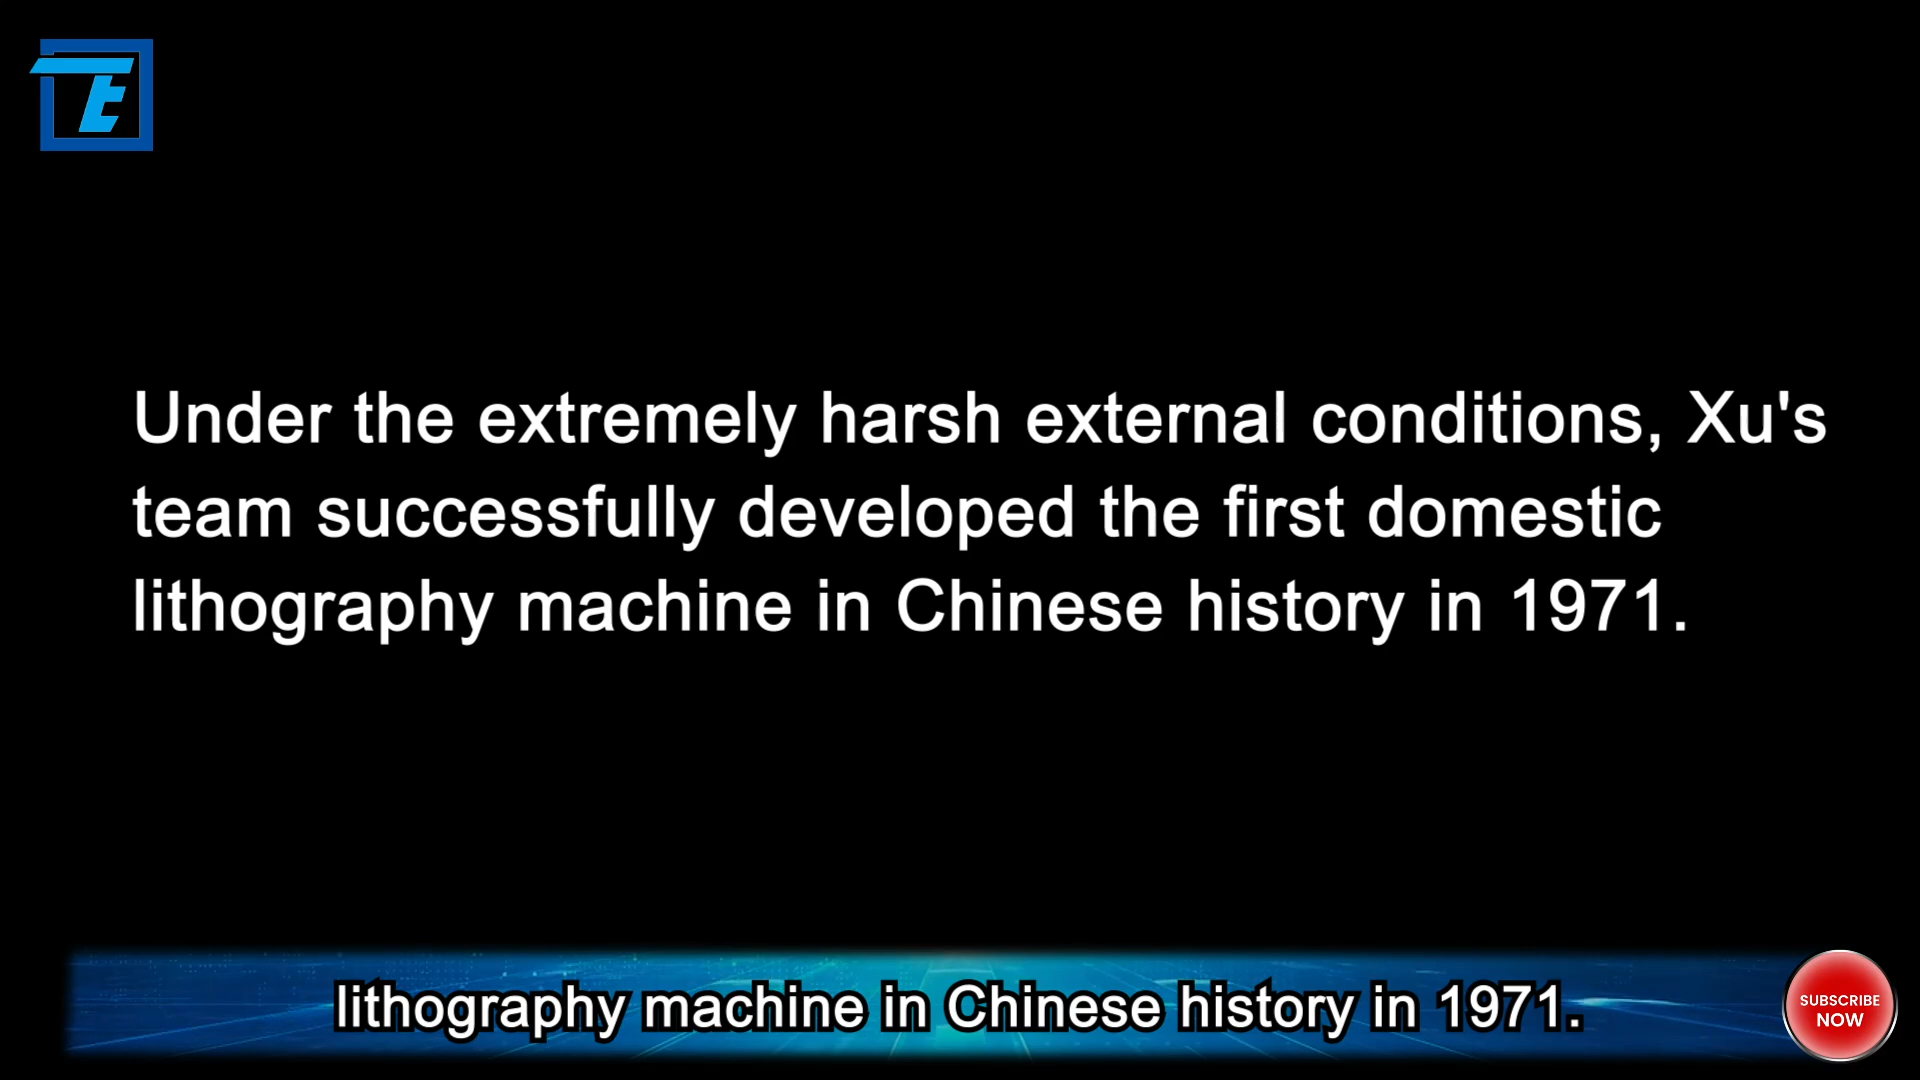 TE
Under the extremely harsh external conditions, Xu's
team successfully developed the first domestic
lithography machine in Chinese history in 1971.
lithography machine in Chinese history in 1971.
SUBSCRIBE
NOW